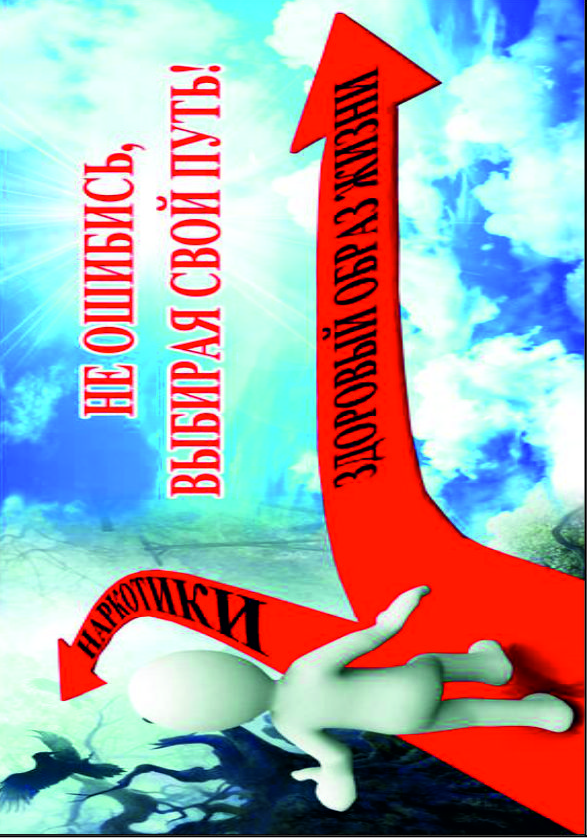 НЕ ОШИБИСЬ,
ВЫБИРАЯ СВОЙ ПУТЬ!
ЗДОРОВЫЙ ОБРАЗ ЖИЗНИ
НАРКОТИКИ